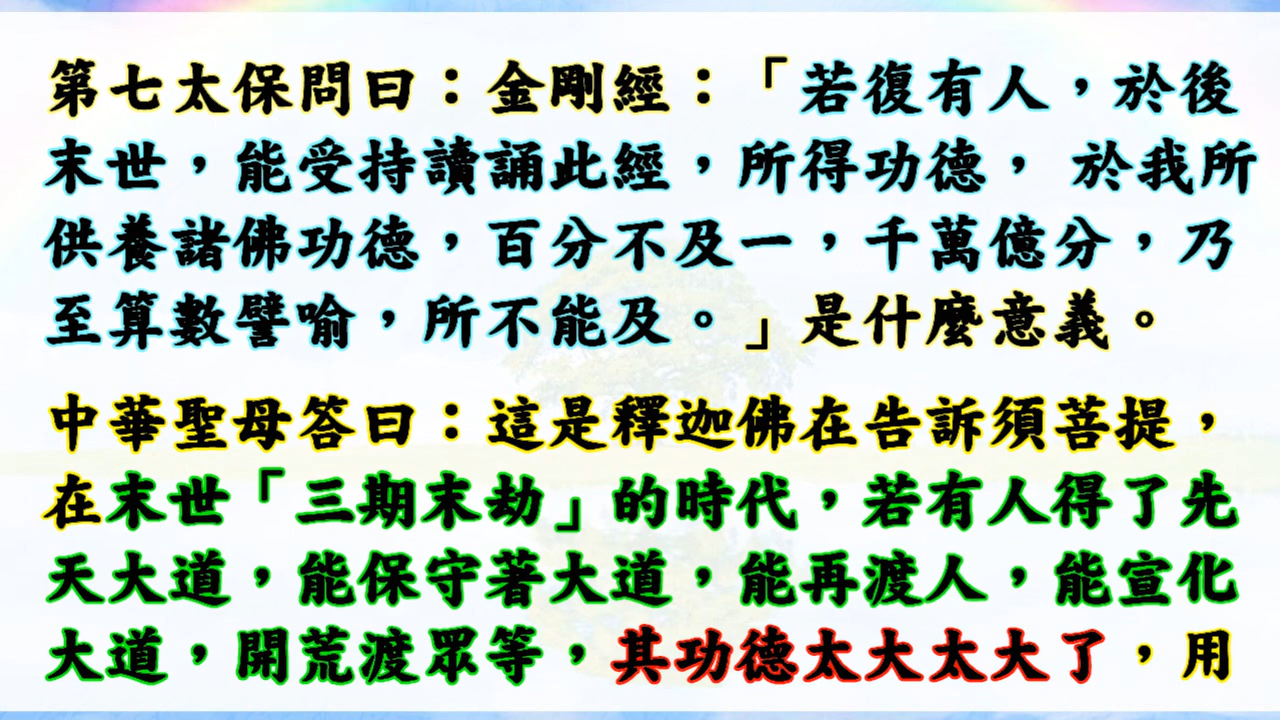 第七太保問曰：金剛經：「若復有人，於後
末世，能受持讀誦此經，所得功德， 於我所
供養諸佛功德，百分不及一，千萬億分，乃
至算數譬喻，所不能及。」是什麼意義。
中華聖母答曰：這是釋迦佛在告訴須菩提，
在末世「三期末劫」的時代，若有人得了先
天大道，能保守著大道，能再渡人，能宣化
大道，開荒渡眾等，其功德太大太大了，用